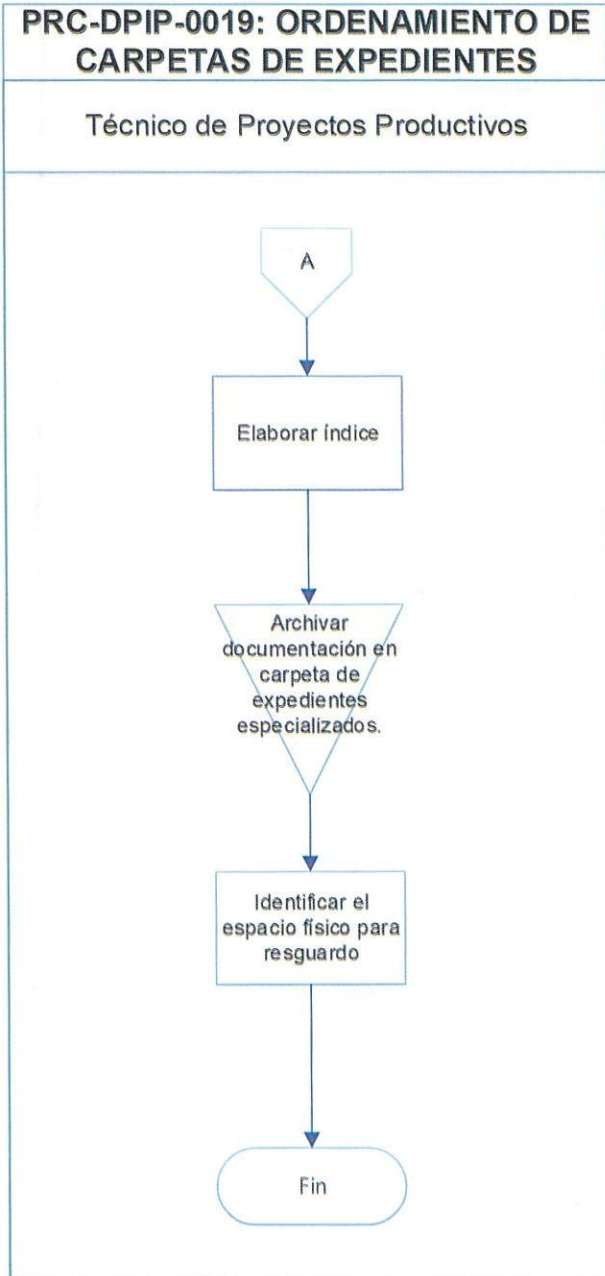 PRC-DPIP-0019: ORDENAMIENTO DE
CARPETAS DE EXPEDIENTES
Técnico de Proyectos Productivos
A
Elaborar índice
Archivar
documentación en
carpeta de
expedientes
especializados.
Identificar el
espacio físico para
resguardo
Fin